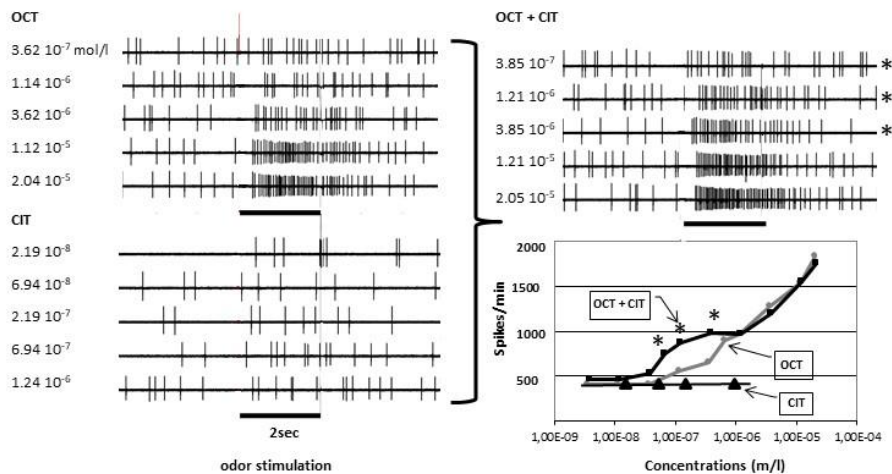 OCT
3.62 10⁻⁷ mol/l
1.14 10⁻⁶
3.62 10⁻⁶
1.12 10⁻⁵
2.04 10⁻⁵
CIT
2.19 10⁻⁸
6.94 10⁻⁸
2.19 10⁻⁷
6.94 10⁻⁷
1.24 10⁻⁶
2sec
odor stimulation
OCT + CIT
3.85 10⁻⁷ *
1.21 10⁻⁶ *
3.85 10⁻⁶ *
1.21 10⁻⁵
2.05 10⁻⁵
Spikes/min
2000
1500
1000
500
0
OCT + CIT
* * *
OCT
CIT
1,00E-09 1,00E-08 1,00E-07 1,00E-06 1,00E-05 1,00E-04
Concentrations (m/l)